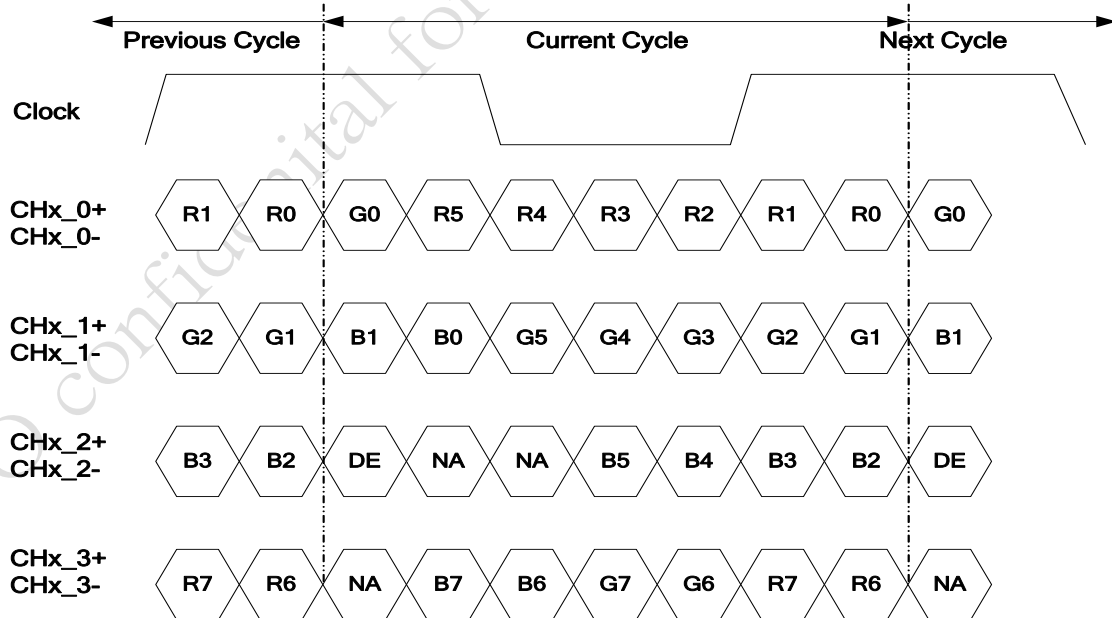 Previous Cycle Current Cycle Next Cycle
Clock
CHx_0+ R1 R0 G0 R5 R4 R3 R2 R1 R0 G0
CHx_0-
CHx_1+ G2 G1 B1 B0 G5 G4 G3 G2 G1 B1
CHx_1-
CHx_2+ B3 B2 DE NA NA B5 B4 B3 B2 DE
CHx_2-
CHx_3+ R7 R6 NA B7 B6 G7 G6 R7 R6 NA
CHx_3-
confidential for